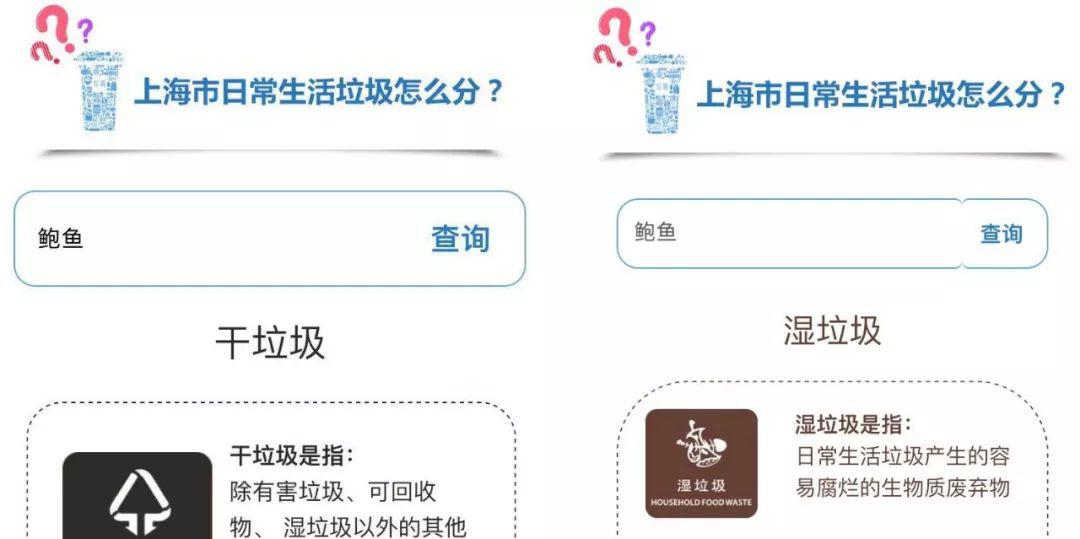 上海市日常生活垃圾怎么分？
鲍鱼
查询
干垃圾
干垃圾是指：
除有害垃圾、可回收
物、 湿垃圾以外的其他
上海市日常生活垃圾怎么分？
鲍鱼
查询
湿垃圾
湿垃圾
HOUSEHOLD FOOD WASTE
湿垃圾是指：
日常生活垃圾产生的容
易腐烂的生物质废弃物